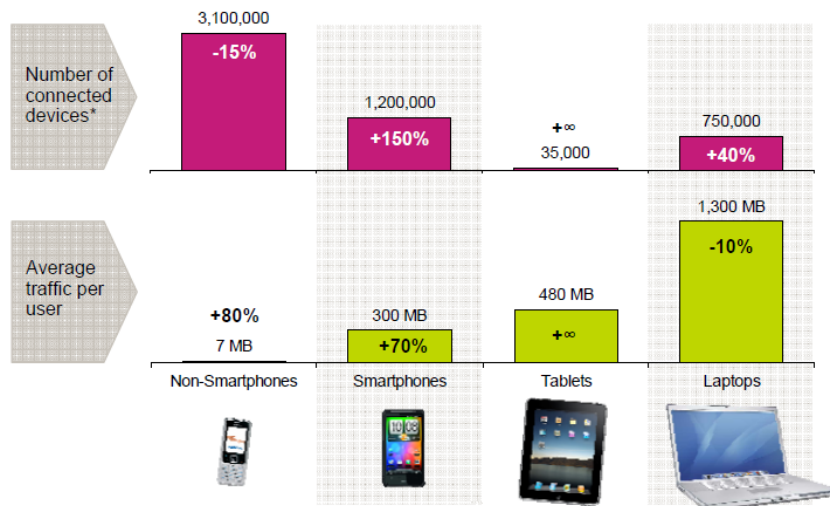 Number of
connected
devices*
3,100,000
-15%
1,200,000
+150%
+∞
35,000
750,000
+40%
Average
traffic per
user
+80%
7 MB
300 MB
+70%
480 MB
+∞
1,300 MB
-10%
Non-Smartphones
Smartphones
Tablets
Laptops
10 08